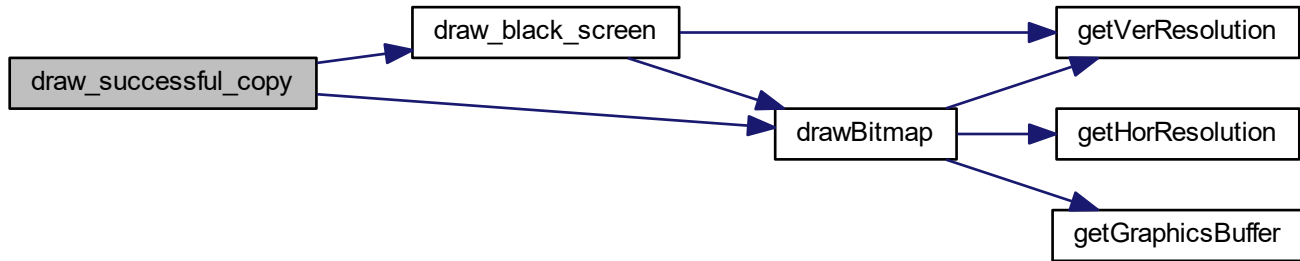 draw_successful_copy
draw_black_screen
drawBitmap
getVerResolution
getHorResolution
getGraphicsBuffer